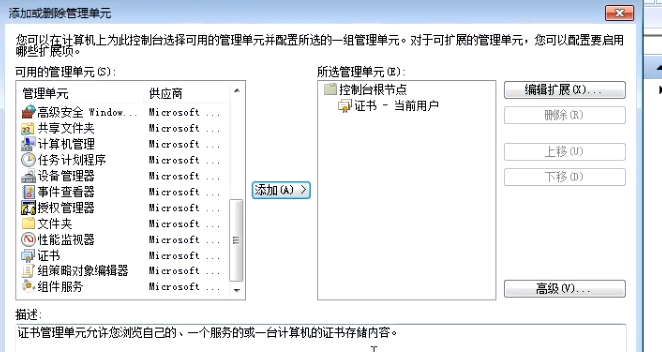 添加或删除管理单元
您可以在计算机上为此控制台选择可用的管理单元并配置所选的一组管理单元。对于可扩展的管理单元，您可以配置要启用
哪些扩展项。
可用的管理单元(S):
所选管理单元(E):
管理单元 供应商
高级安全 Window... Microsoft ...
共享文件夹 Microsoft ...
计算机管理 Microsoft ...
任务计划程序 Microsoft ...
设备管理器 Microsoft ...
事件查看器 Microsoft ...
授权管理器 Microsoft ...
文件夹 Microsoft ...
性能监视器 Microsoft ...
证书 Microsoft ...
组策略对象编辑器 Microsoft ...
组件服务 Microsoft ...
添加(A) >
控制台根节点
证书 - 当前用户
编辑扩展(X)...
删除(R)
上移(U)
下移(D)
高级(V)...
描述:
证书管理单元允许您浏览自己的、一个服务的或一台计算机的证书存储内容。